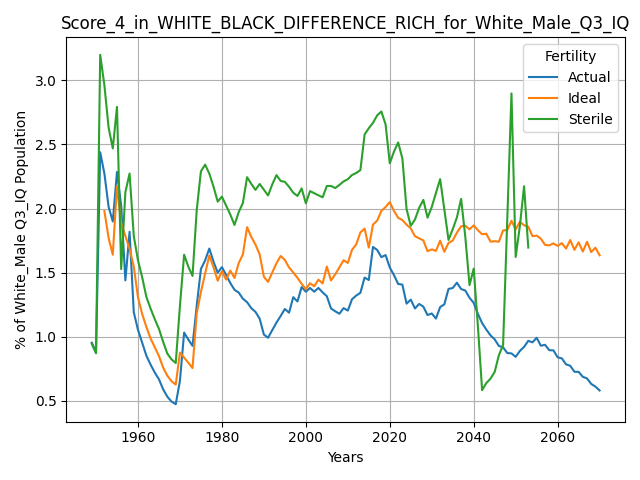 Score_4_in_WHITE_BLACK_DIFFERENCE_RICH_for_White_Male_Q3_IQ
Fertility
Actual
Ideal
Sterile
% of White_Male Q3_IQ Population
3.0
2.5
2.0
1.5
1.0
0.5
1960
1980
2000
2020
2040
2060
Years